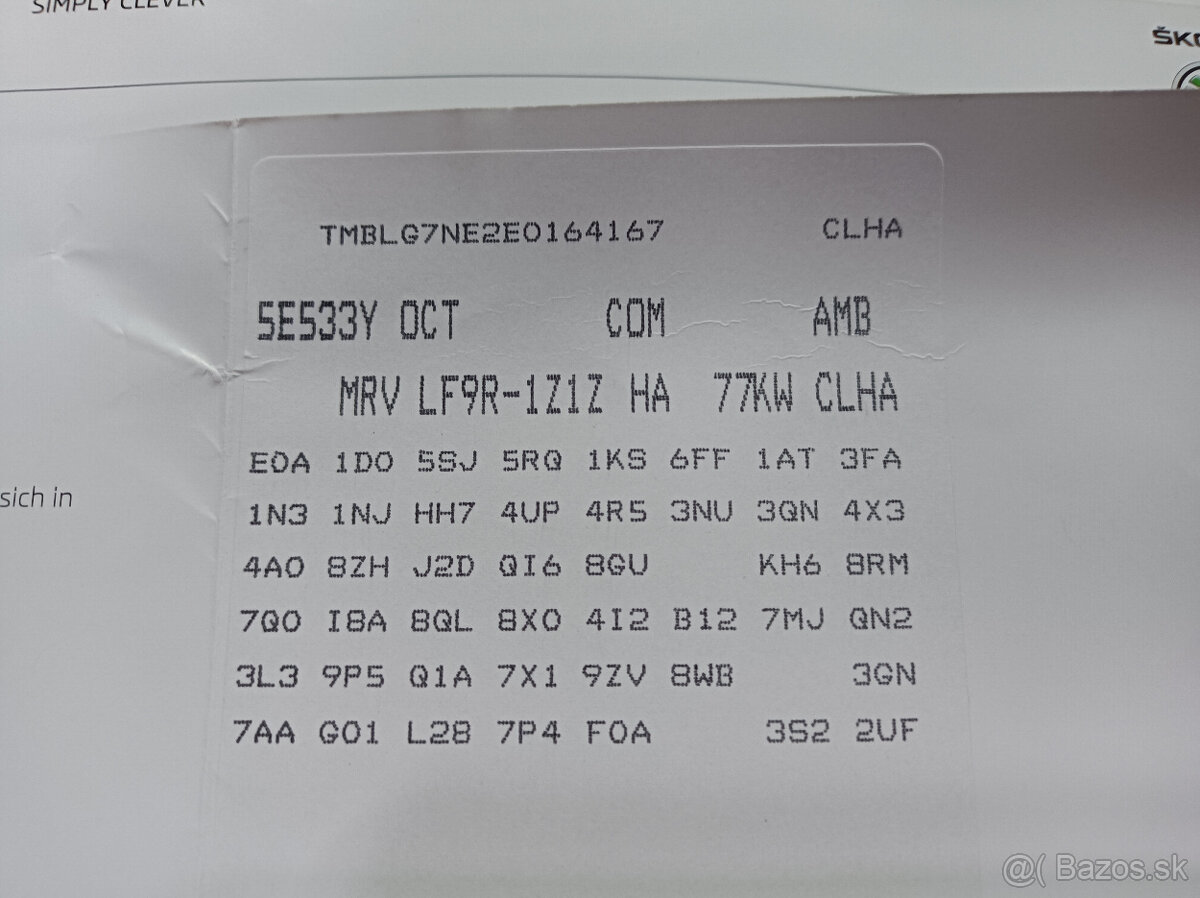 SIMPLY CLEVER
ŠKO
TMBLG7NE2E0164167 CLHA
5E533Y OCT COM AMB
MRV LF9R-1Z1Z HA 77KW CLHA
E0A 1D0 5SJ 5RQ 1KS 6FF 1AT 3FA
1N3 1NJ HH7 4UP 4R5 3NU 3QN 4X3
sich in
4A0 8ZH J2D QI6 8GU KH6 8RM
7Q0 I8A 8QL 8X0 4I2 B12 7MJ QN2
3L3 9P5 Q1A 7X1 9ZV 8WB 3GN
7AA G01 L28 7P4 F0A 3S2 2UF
@( Bazos.sk